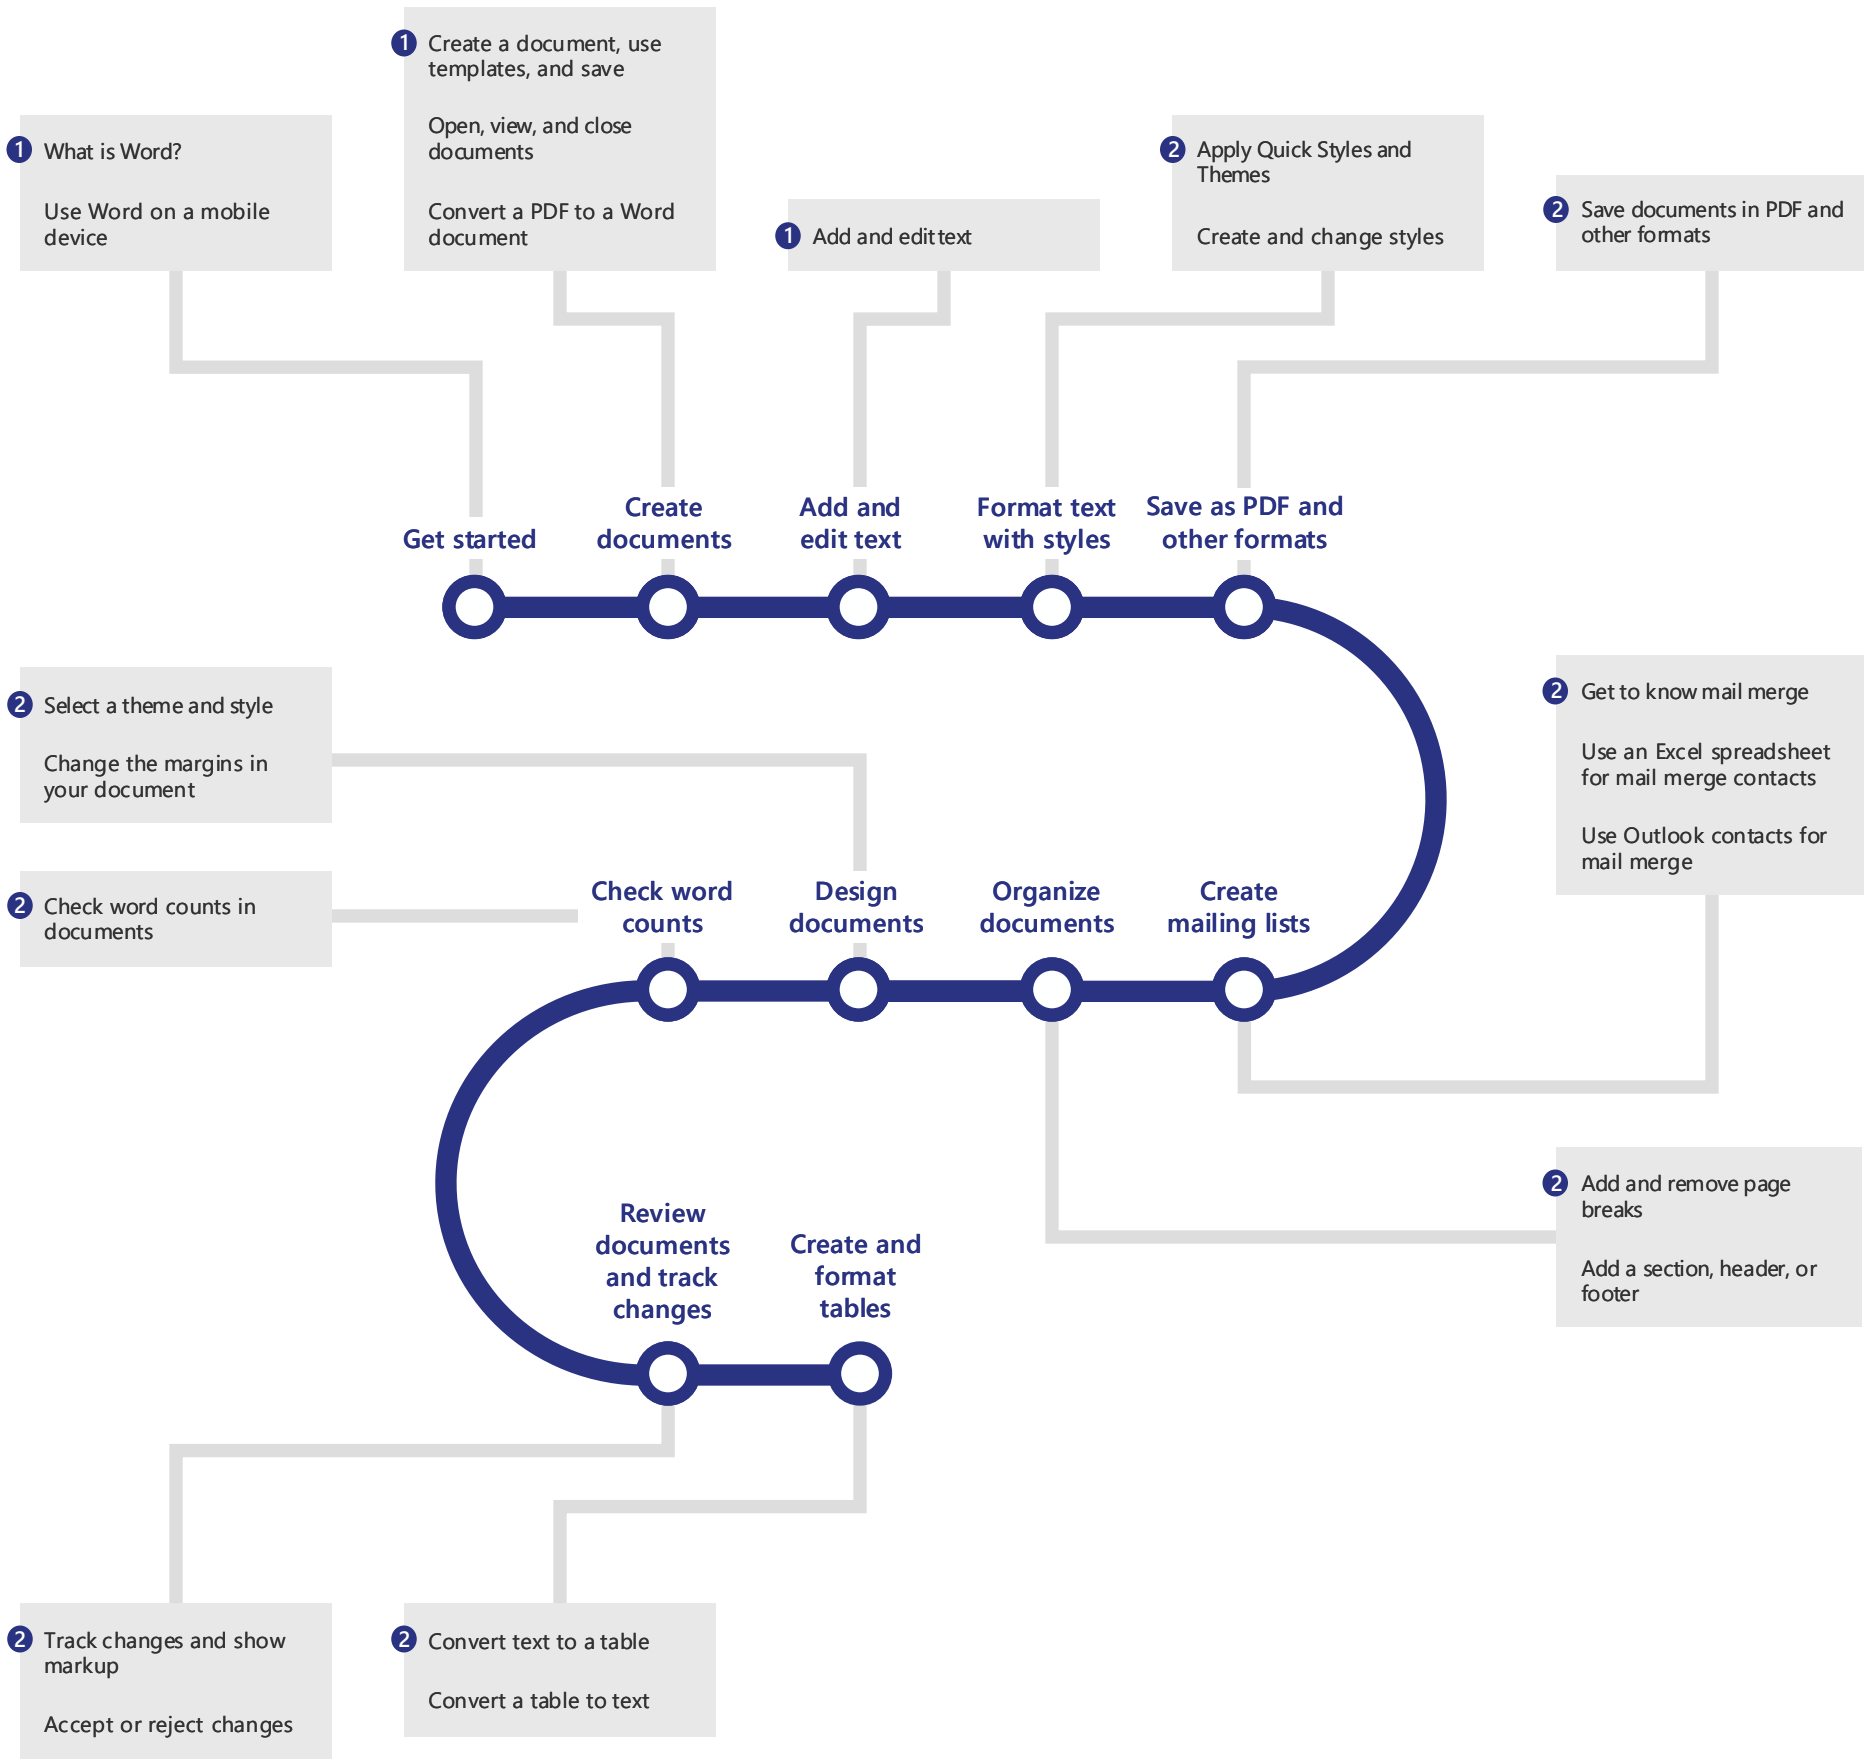 1 Create a document, use
templates, and save
Open, view, and close
documents
Convert a PDF to a Word
document
1 What is Word?
Use Word on a mobile
device
1 Add and edit text
2 Apply Quick Styles and
Themes
Create and change styles
2 Save documents in PDF and
other formats
Get started
Create
documents
Add and
edit text
Format text
with styles
Save as PDF and
other formats
2 Select a theme and style
Change the margins in
your document
2 Get to know mail merge
Use an Excel spreadsheet
for mail merge contacts
Use Outlook contacts for
mail merge
2 Check word counts in
documents
Check word
counts
Design
documents
Organize
documents
Create
mailing lists
2 Add and remove page
breaks
Add a section, header, or
footer
Review
documents
and track
changes
Create and
format
tables
2 Track changes and show
markup
Accept or reject changes
2 Convert text to a table
Convert a table to text